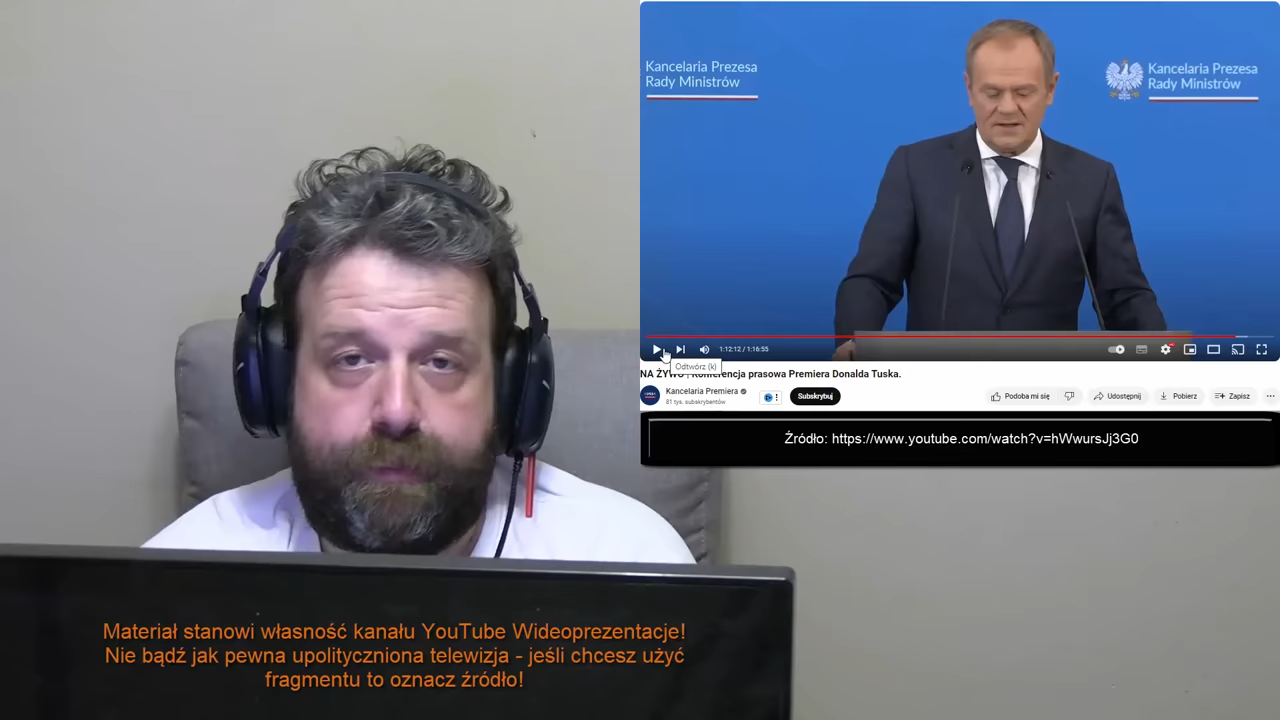 Kancelaria Prezesa
Rady Ministrów
Kancelaria Prezesa
Rady Ministrów
1:12:12 / 1:16:55
Odtwórz (k)
NA ŻYWO | Konferencja prasowa Premiera Donalda Tuska.
Kancelaria Premiera
81 tys. subskrybentów
Subskrybuj
Podoba mi się
Udostępnij
Pobierz
Zapisz
Źródło: https://www.youtube.com/watch?v=hWwursJj3G0
Materiał stanowi własność kanału YouTube Wideoprezentacje!
Nie bądź jak pewna upolityczniona telewizja - jeśli chcesz użyć
fragmentu to oznacz źródło!